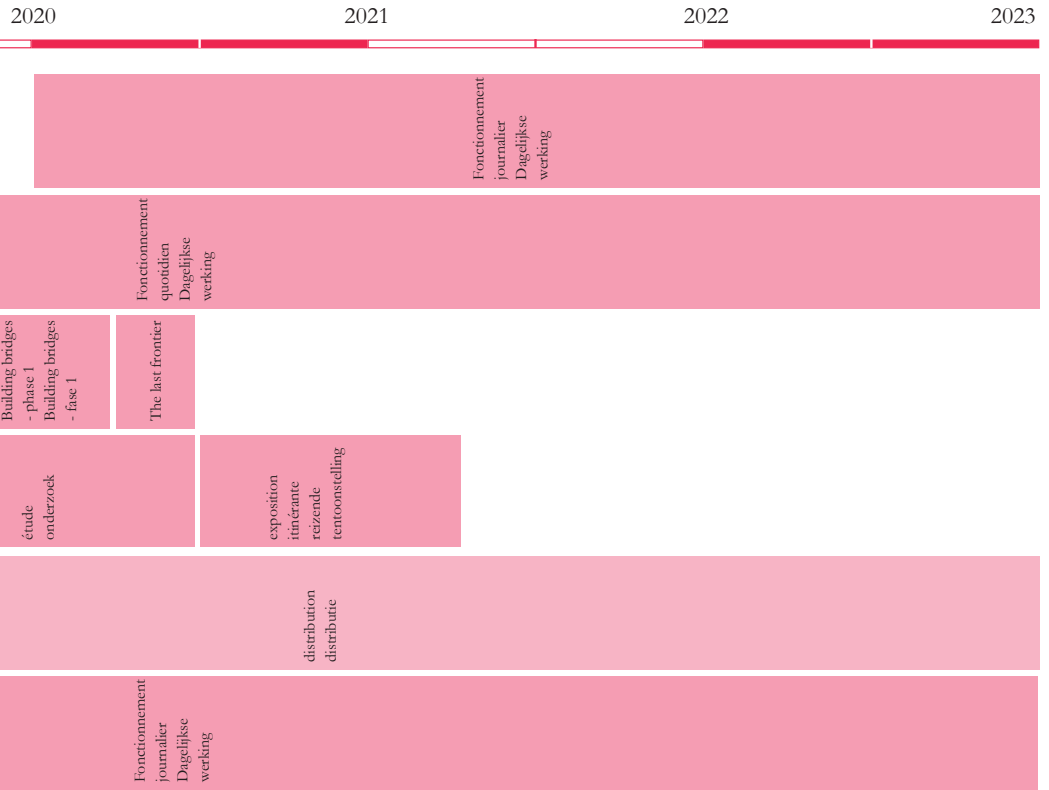 2020
2021
2022
2023
Fonctionnement
journalier
Dagelijkse
werking
Fonctionnement
quotidien
Dagelijkse
werking
Building bridges
- phase 1
Building bridges
- fase 1
The last frontier
étude
onderzoek
exposition
itinérante
reizende
tentoonstelling
distribution
distributie
Fonctionnement
journalier
Dagelijkse
werking